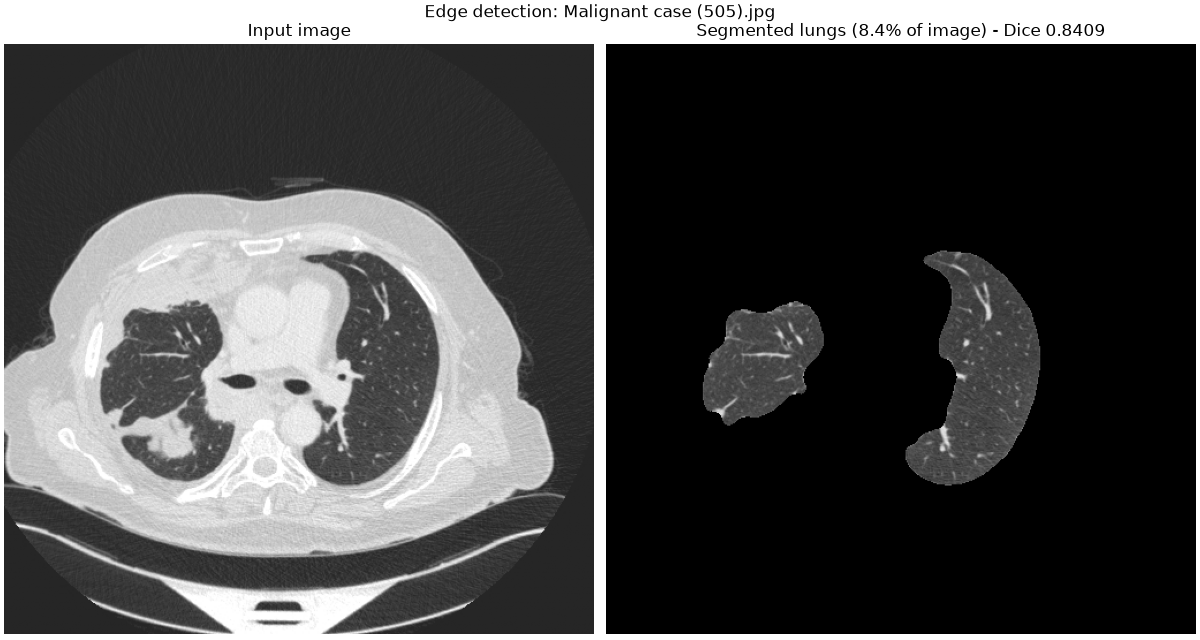 Edge detection: Malignant case (505).jpg
Input image
Segmented lungs (8.4% of image) - Dice 0.8409